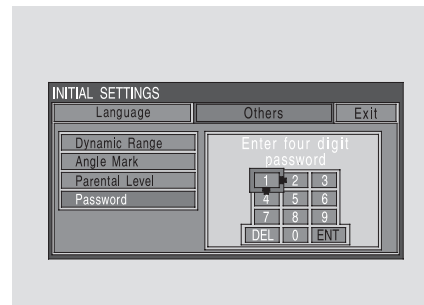 INITIAL SETTINGS
Language Others Exit
Dynamic Range
Angle Mark
Parental Level
Password
Enter four digit
password
1 2 3
4 5 6
7 8 9
DEL 0 ENT